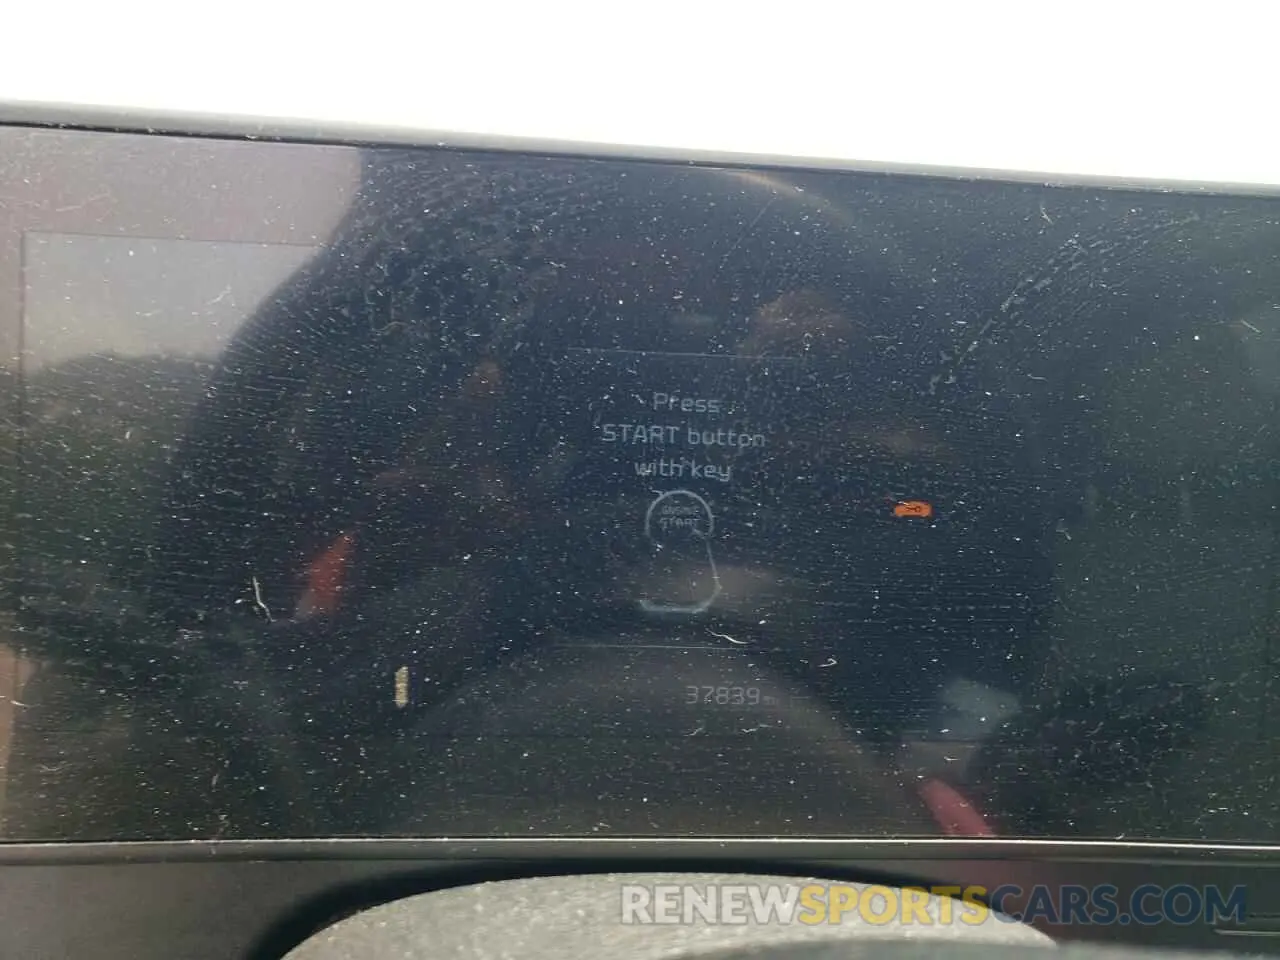 Press
START button
with key
ENGINE
START
37839
RENEWSPORTSCARS.COM